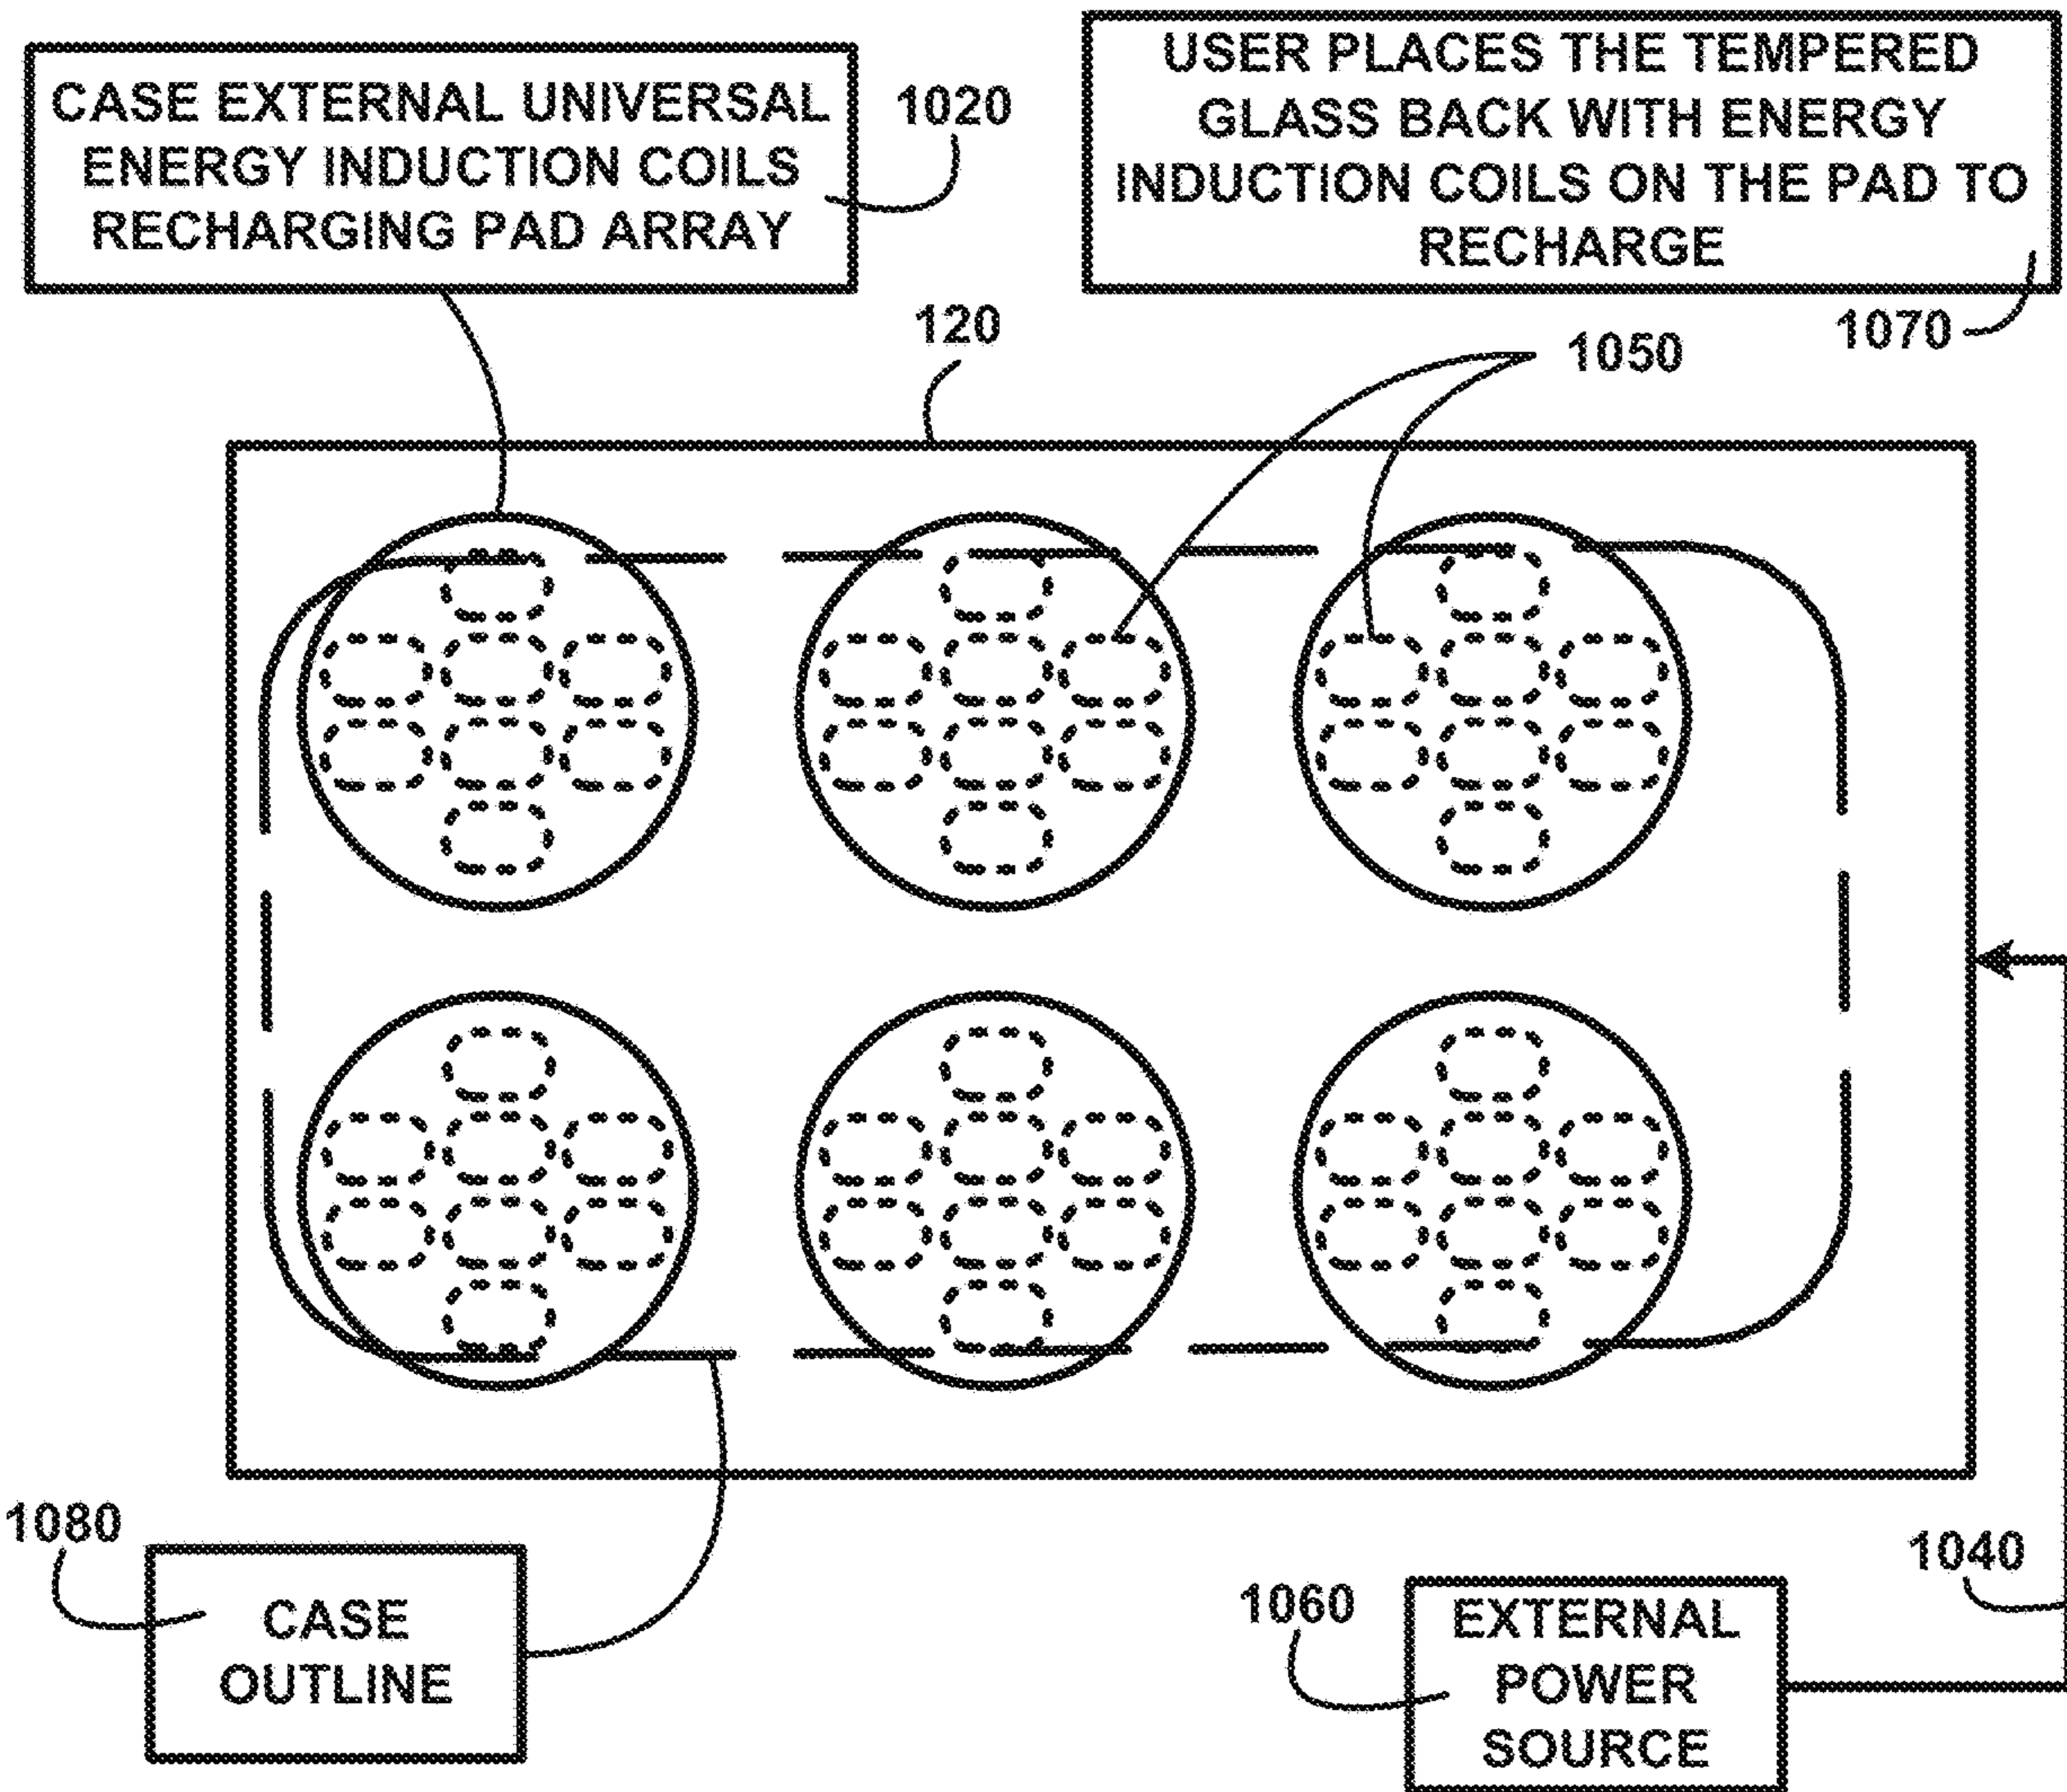 CASE EXTERNAL UNIVERSAL
ENERGY INDUCTION COILS
RECHARGING PAD ARRAY
1020
USER PLACES THE TEMPERED
GLASS BACK WITH ENERGY
INDUCTION COILS ON THE PAD TO
RECHARGE
1070
120
1050
1080
CASE
OUTLINE
1060
EXTERNAL
POWER
SOURCE
1040